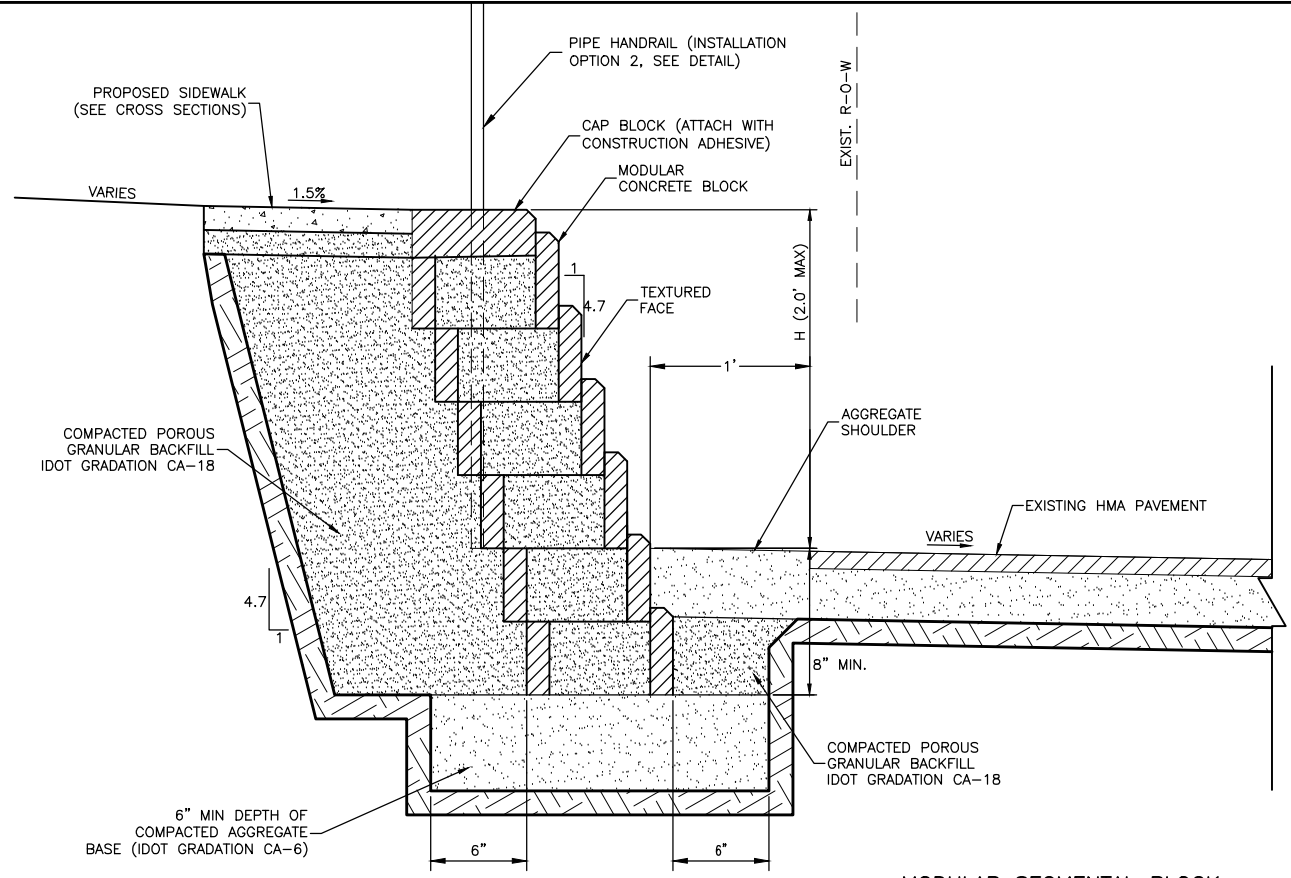 PIPE HANDRAIL (INSTALLATION
OPTION 2, SEE DETAIL)
PROPOSED SIDEWALK
(SEE CROSS SECTIONS)
EXIST. R-O-W
CAP BLOCK (ATTACH WITH
CONSTRUCTION ADHESIVE)
MODULAR
CONCRETE BLOCK
VARIES
1.5%
H (2.0' MAX)
1
4.7
TEXTURED
FACE
1'
AGGREGATE
SHOULDER
COMPACTED POROUS
GRANULAR BACKFILL
IDOT GRADATION CA-18
EXISTING HMA PAVEMENT
VARIES
4.7
1
8" MIN.
COMPACTED POROUS
GRANULAR BACKFILL
IDOT GRADATION CA-18
6" MIN DEPTH OF
COMPACTED AGGREGATE
BASE (IDOT GRADATION CA-6)
6"
6"
MODULAR SEGMENTAL BLOCK